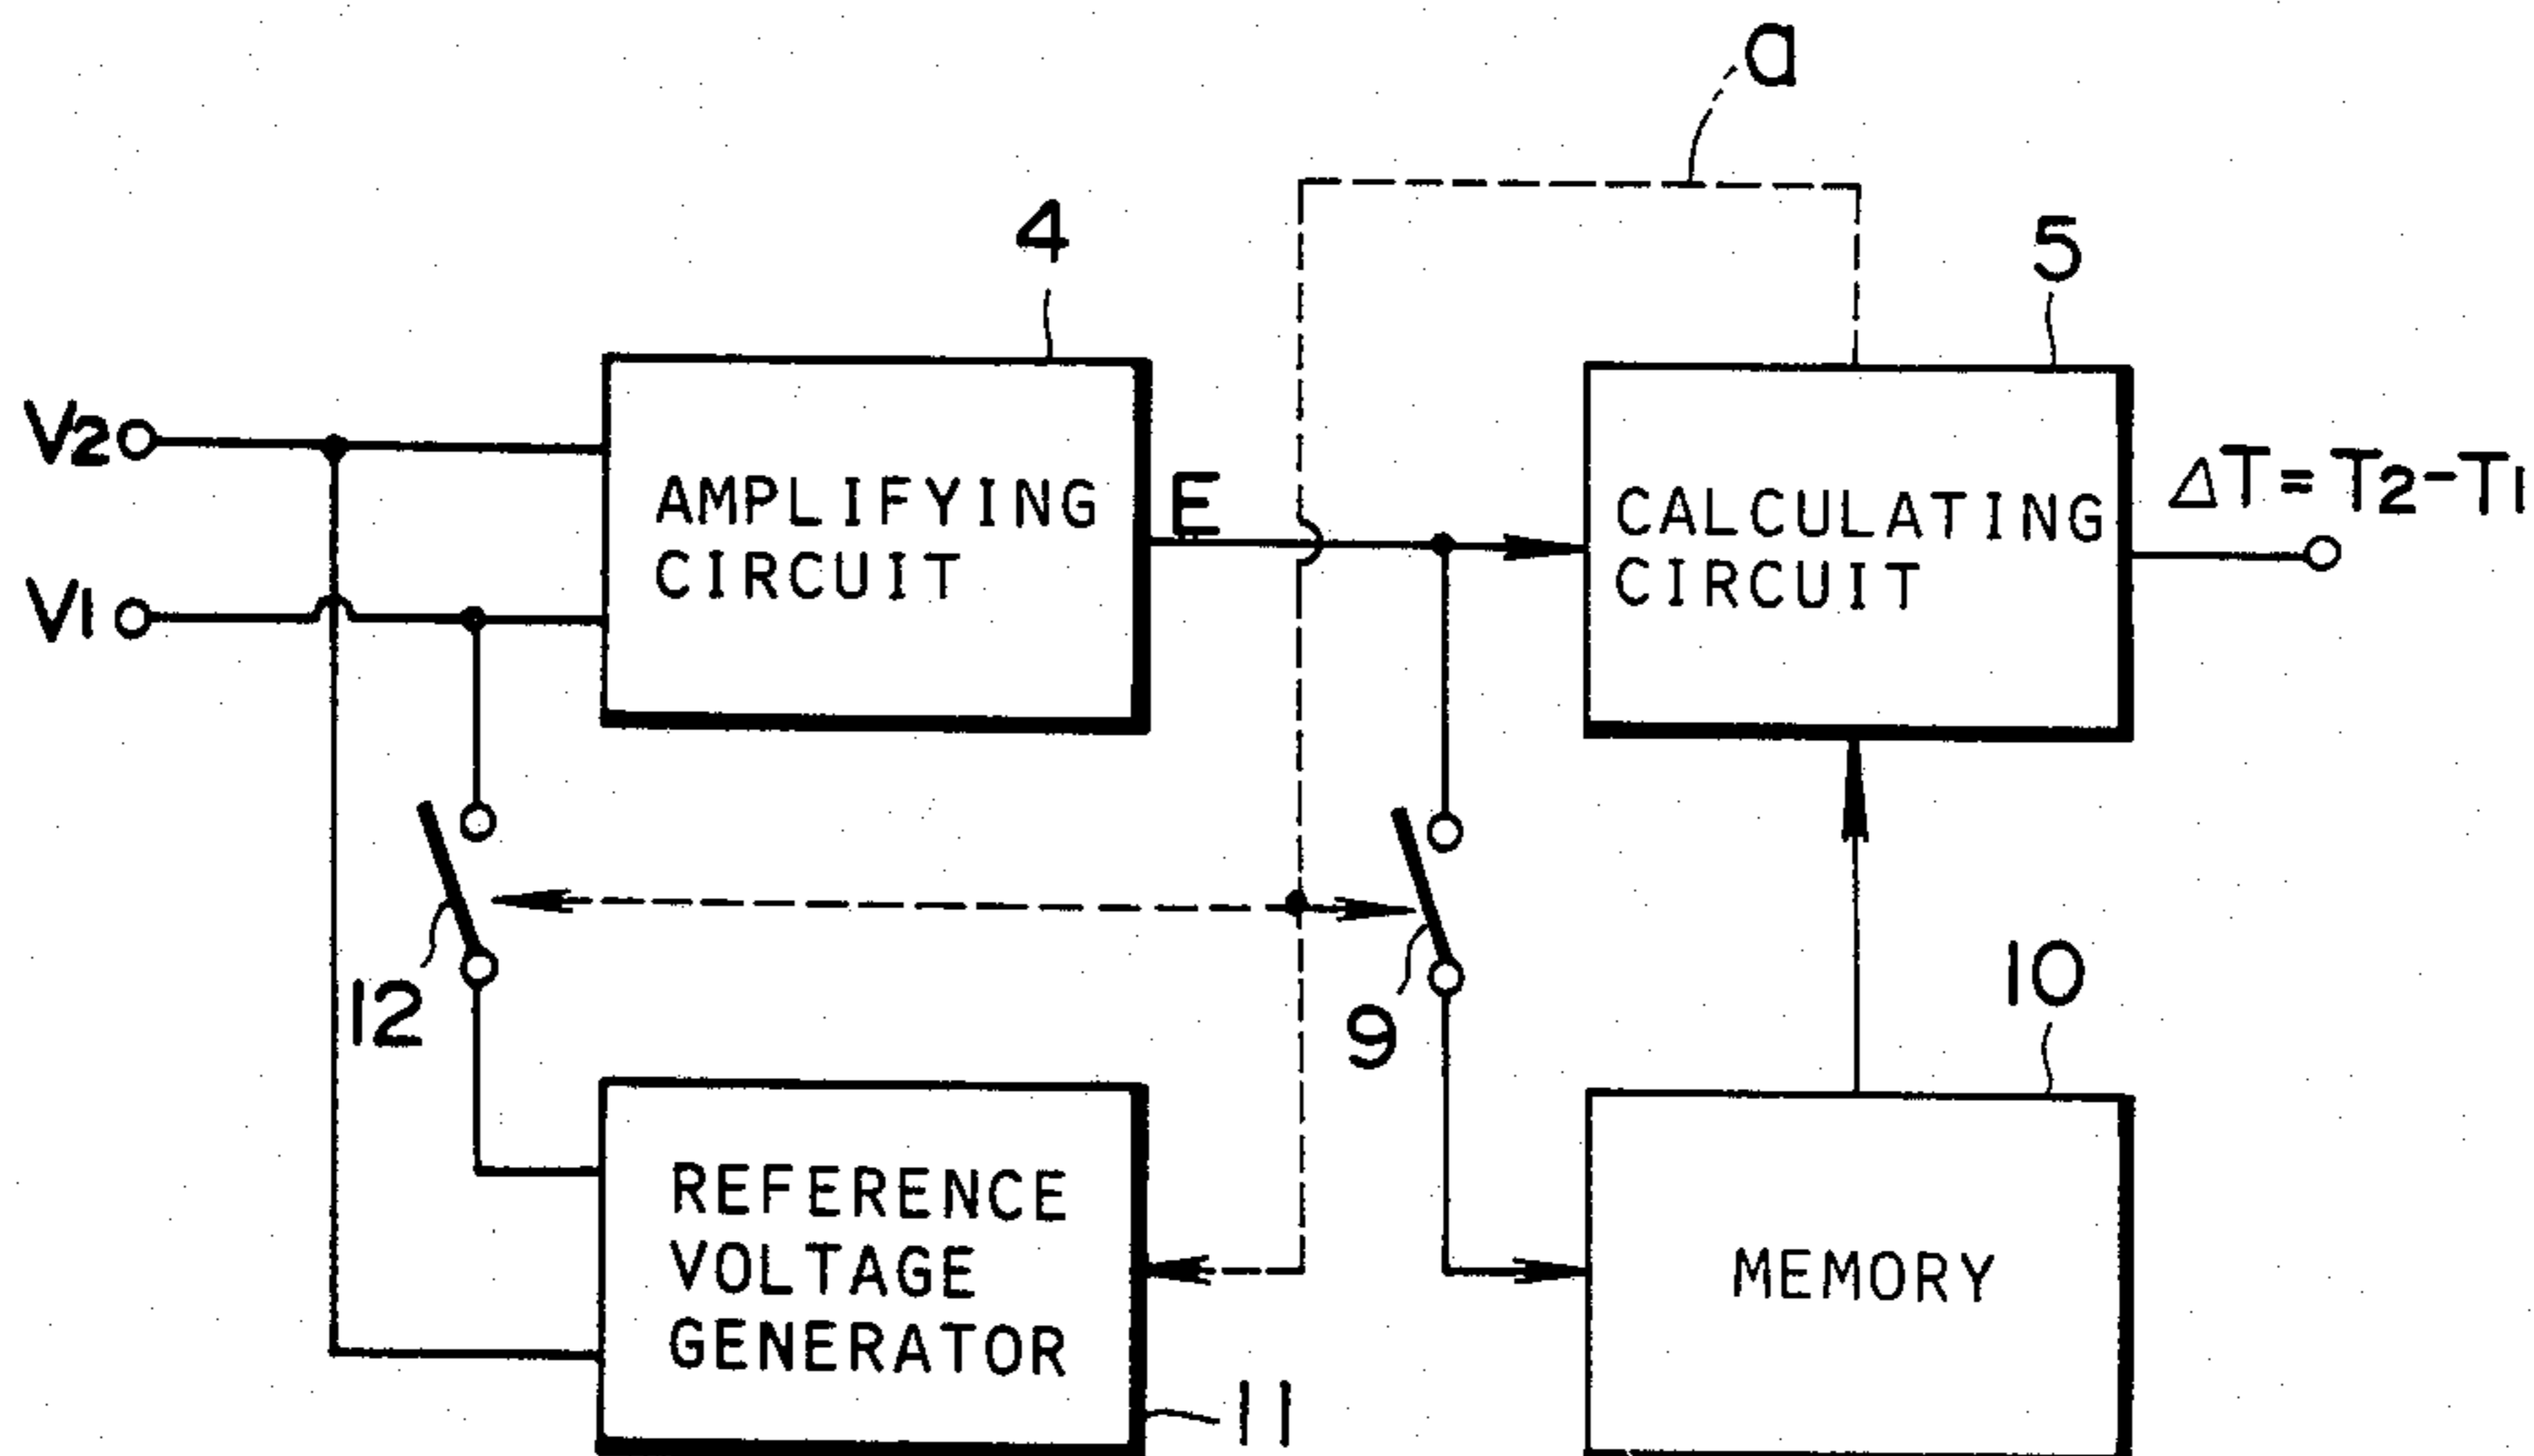 a
4
5
V2
AMPLIFYING
CIRCUIT
E
CALCULATING
CIRCUIT
ΔT = T2-T1
V1
12
9
10
REFERENCE
VOLTAGE
GENERATOR
MEMORY
11